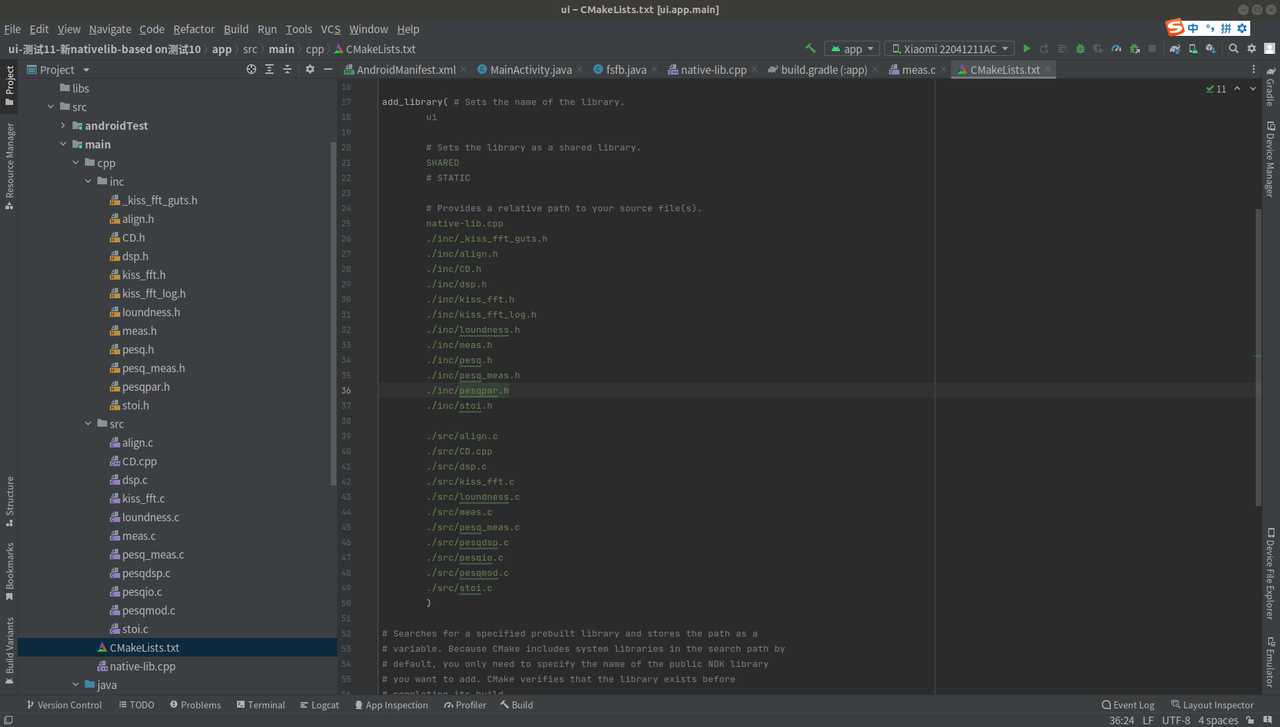 ui – CMakeLists.txt [ui.app.main]
File Edit View Navigate Code Refactor Build Run Tools VCS Window Help
中 拼
ui-测试11-新nativelib-based on测试10 app src main cpp CMakeLists.txt
app Xiaomi 22041211AC
Project
AndroidManifest.xml MainActivity.java fsfb.java native-lib.cpp build.gradle (:app) meas.c CMakeLists.txt
Project
Resource Manager
Structure
Bookmarks
Build Variants
libs
src
androidTest
main
cpp
inc
_kiss_fft_guts.h
align.h
CD.h
dsp.h
kiss_fft.h
kiss_fft_log.h
loundness.h
meas.h
pesq.h
pesq_meas.h
pesqpar.h
stoi.h
src
align.c
CD.cpp
dsp.c
kiss_fft.c
loundness.c
meas.c
pesq_meas.c
pesqdsp.c
pesqio.c
pesqmod.c
stoi.c
CMakeLists.txt
native-lib.cpp
java
11
16
17 add_library( # Sets the name of the library.
18 ui
19
20 # Sets the library as a shared library.
21 SHARED
22 # STATIC
23
24 # Provides a relative path to your source file(s).
25 native-lib.cpp
26 ./inc/_kiss_fft_guts.h
27 ./inc/align.h
28 ./inc/CD.h
29 ./inc/dsp.h
30 ./inc/kiss_fft.h
31 ./inc/kiss_fft_log.h
32 ./inc/loundness.h
33 ./inc/meas.h
34 ./inc/pesq.h
35 ./inc/pesq_meas.h
36 ./inc/pesqpar.h
37 ./inc/stoi.h
38
39 ./src/align.c
40 ./src/CD.cpp
41 ./src/dsp.c
42 ./src/kiss_fft.c
43 ./src/loundness.c
44 ./src/meas.c
45 ./src/pesq_meas.c
46 ./src/pesqdsp.c
47 ./src/pesqio.c
48 ./src/pesqmod.c
49 ./src/stoi.c
50 )
51
52 # Searches for a specified prebuilt library and stores the path as a
53 # variable. Because CMake includes system libraries in the search path by
54 # default, you only need to specify the name of the public NDK library
55 # you want to add. CMake verifies that the library exists before
Gradle
Device Manager
Device File Explorer
Emulator
Version Control TODO Problems Terminal Logcat App Inspection Profiler Build Event Log Layout Inspector
36:24 LF UTF-8 4 spaces